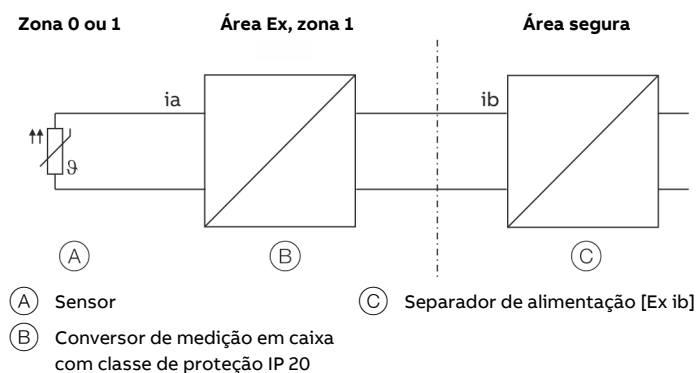 Zona 0 ou 1 Área Ex, zona 1 Área segura
ia ib
ϑ
A B C
A Sensor
B Conversor de medição em caixa
com classe de proteção IP 20
C Separador de alimentação [Ex ib]